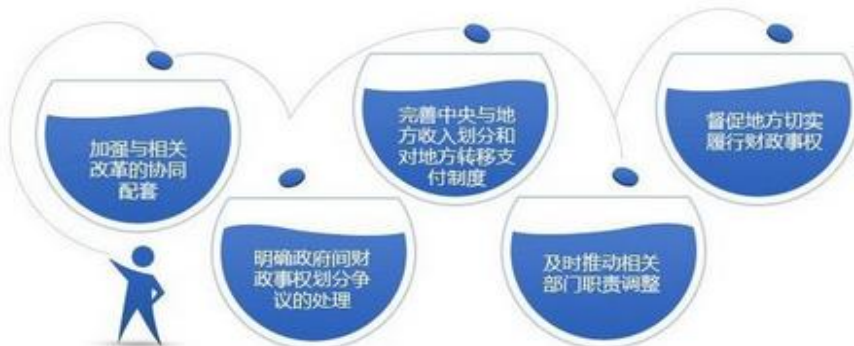 加强与相关
改革的协同
配套
明确政府间财
政事权划分争
议的处理
完善中央与地
方收入划分和
对地方转移支
付制度
及时推动相关
部门职责调整
督促地方切实
履行财政事权